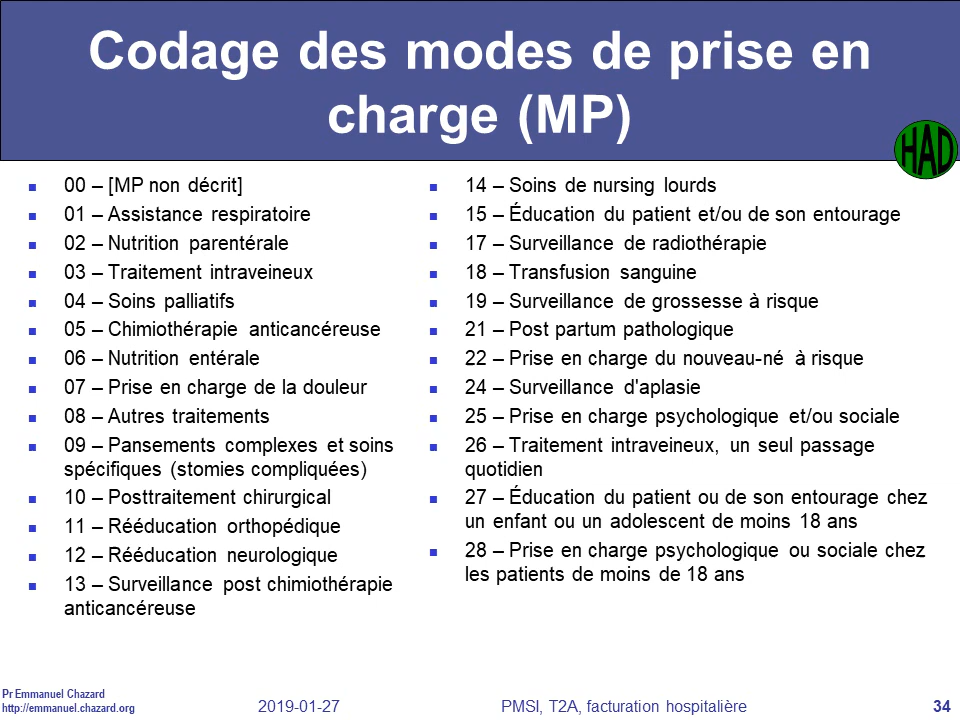 Codage des modes de prise en
charge (MP)
HAD
00 – [MP non décrit]
01 – Assistance respiratoire
02 – Nutrition parentérale
03 – Traitement intraveineux
04 – Soins palliatifs
05 – Chimiothérapie anticancéreuse
06 – Nutrition entérale
07 – Prise en charge de la douleur
08 – Autres traitements
09 – Pansements complexes et soins
spécifiques (stomies compliquées)
10 – Posttraitement chirurgical
11 – Rééducation orthopédique
12 – Rééducation neurologique
13 – Surveillance post chimiothérapie
anticancéreuse
14 – Soins de nursing lourds
15 – Éducation du patient et/ou de son entourage
17 – Surveillance de radiothérapie
18 – Transfusion sanguine
19 – Surveillance de grossesse à risque
21 – Post partum pathologique
22 – Prise en charge du nouveau-né à risque
24 – Surveillance d'aplasie
25 – Prise en charge psychologique et/ou sociale
26 – Traitement intraveineux, un seul passage
quotidien
27 – Éducation du patient ou de son entourage chez
un enfant ou un adolescent de moins 18 ans
28 – Prise en charge psychologique ou sociale chez
les patients de moins de 18 ans
Pr Emmanuel Chazard
http://emmanuel.chazard.org
2019-01-27
PMSI, T2A, facturation hospitalière
34